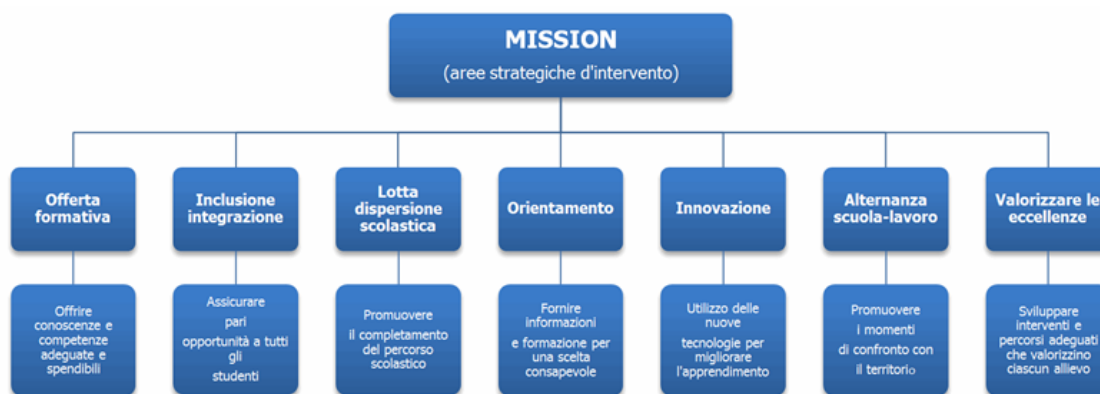 MISSION
(aree strategiche d'intervento)
Offerta
formativa
Inclusione
integrazione
Lotta
dispersione
scolastica
Orientamento
Innovazione
Alternanza
scuola-lavoro
Valorizzare le
eccellenze
Offrire
conoscenze e
competenze
adeguate e
spendibili
Assicurare
pari
opportunità a tutti
gli
studenti
Promuovere
il completamento
del percorso
scolastico
Fornire
informazioni
e formazione per
una scelta
consapevole
Utilizzo delle
nuove
tecnologie per
migliorare
l'apprendimento
Promuovere
i momenti
di confronto con
il territorio
Sviluppare
interventi e
percorsi adeguati
che valorizzino
ciascun allievo